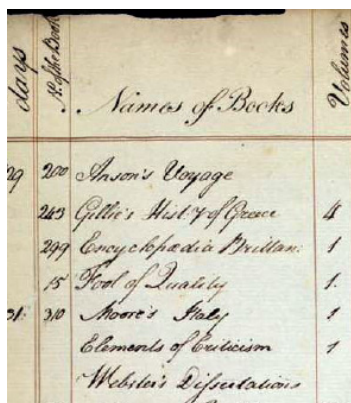 days No. of the Book Names of Books Volumes
29 200 Anson's Voyage
243 Gillie's Hist:y of Greece 4
299 Encyclopædia Brittan: 1
15 Fool of Quality 1.
31. 310 Moore's Italy 1
Elements of Criticism 1
Webster's Dissertations